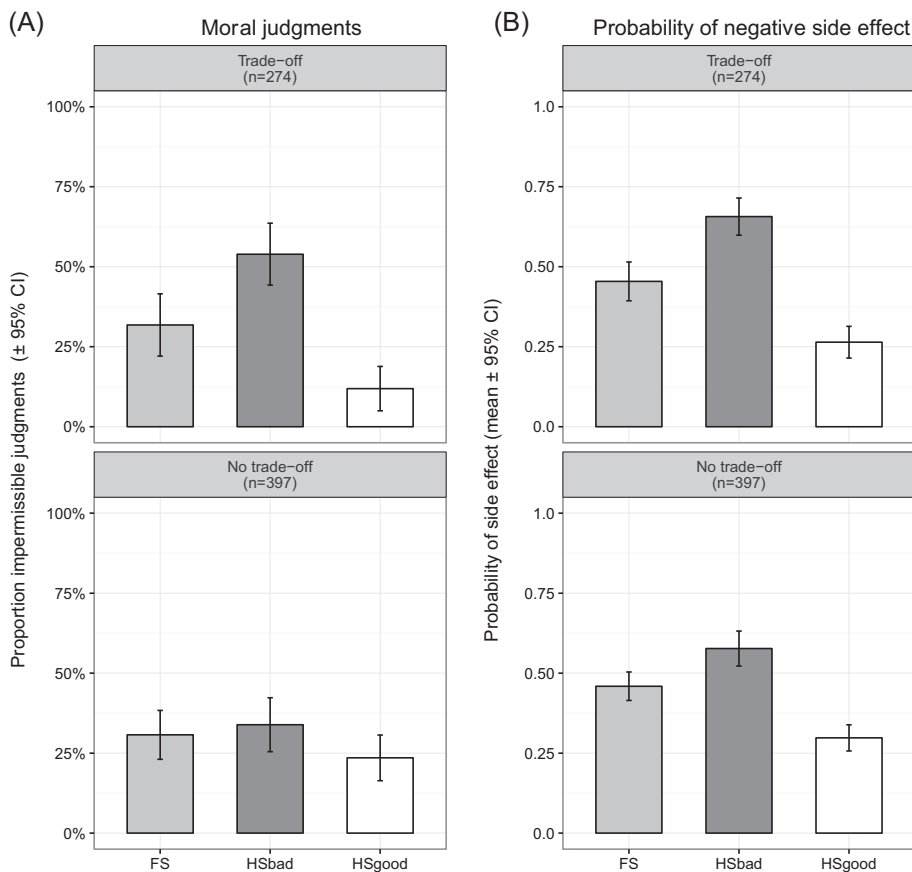 (A)
Moral judgments
Trade−off
(n=274)
100%
75%
50%
25%
0%
No trade−off
(n=397)
100%
75%
50%
25%
0%
FS HSbad HSgood
Proportion impermissible judgments (± 95% CI)
(B)
Probability of negative side effect
Trade−off
(n=274)
1.0
0.75
0.50
0.25
0.0
No trade−off
(n=397)
1.0
0.75
0.50
0.25
0.0
FS HSbad HSgood
Probability of side effect (mean ± 95% CI)